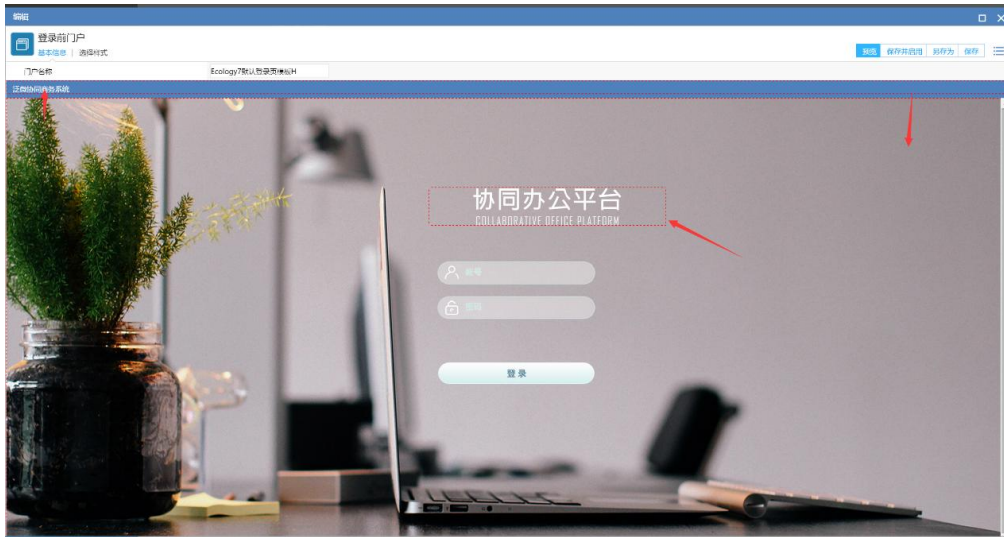 编辑
登录前门户
基本信息 | 选择样式
预览 保存并启用 另存为 保存
门户名称 Ecology7默认登录页模板H
泛微协同商务系统
协同办公平台
COLLABORATIVE OFFICE PLATFORM
账号
密码
登录